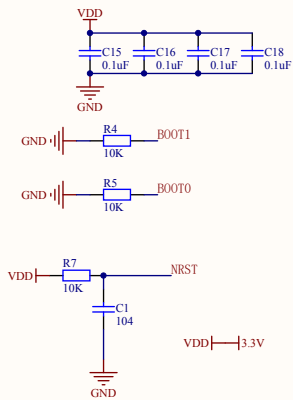 VDD
C15 C16 C17 C18
0.1uF 0.1uF 0.1uF 0.1uF
GND
R4
GND BOOT1
10K
R5
GND BOOT0
10K
R7 NRST
VDD
10K
C1
104
VDD 3.3V
GND